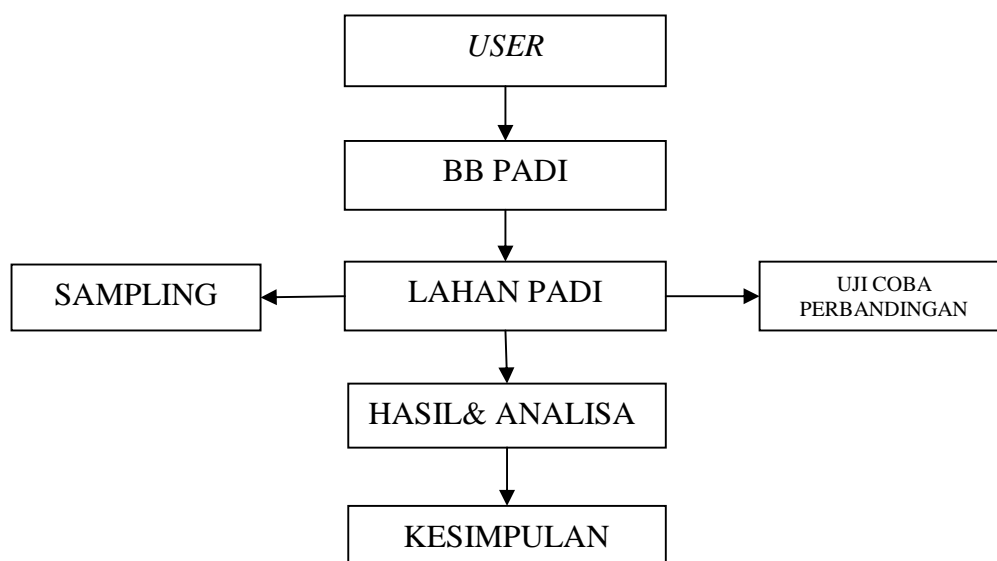 USER
BB PADI
SAMPLING
LAHAN PADI
UJI COBA
PERBANDINGAN
HASIL& ANALISA
KESIMPULAN